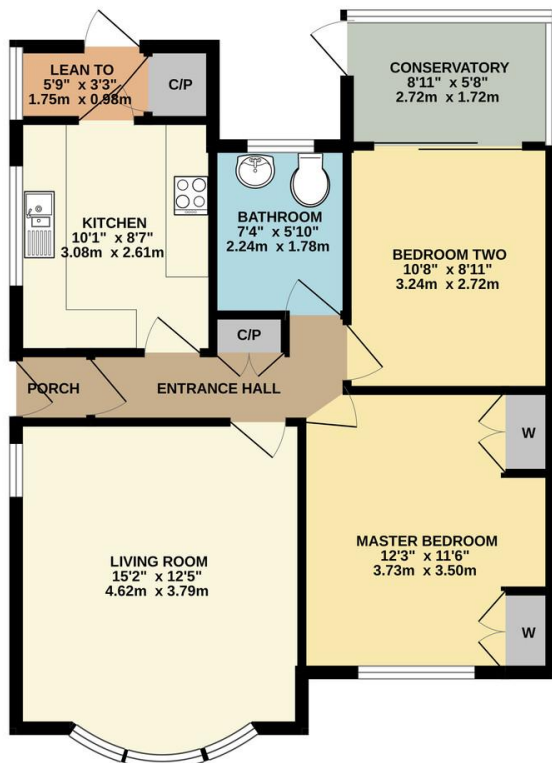 LEAN TO
5'9" x 3'3"
1.75m x 0.98m
C/P
CONSERVATORY
8'11" x 5'8"
2.72m x 1.72m
KITCHEN
10'1" x 8'7"
3.08m x 2.61m
BATHROOM
7'4" x 5'10"
2.24m x 1.78m
BEDROOM TWO
10'8" x 8'11"
3.24m x 2.72m
C/P
PORCH
ENTRANCE HALL
W
LIVING ROOM
15'2" x 12'5"
4.62m x 3.79m
MASTER BEDROOM
12'3" x 11'6"
3.73m x 3.50m
W